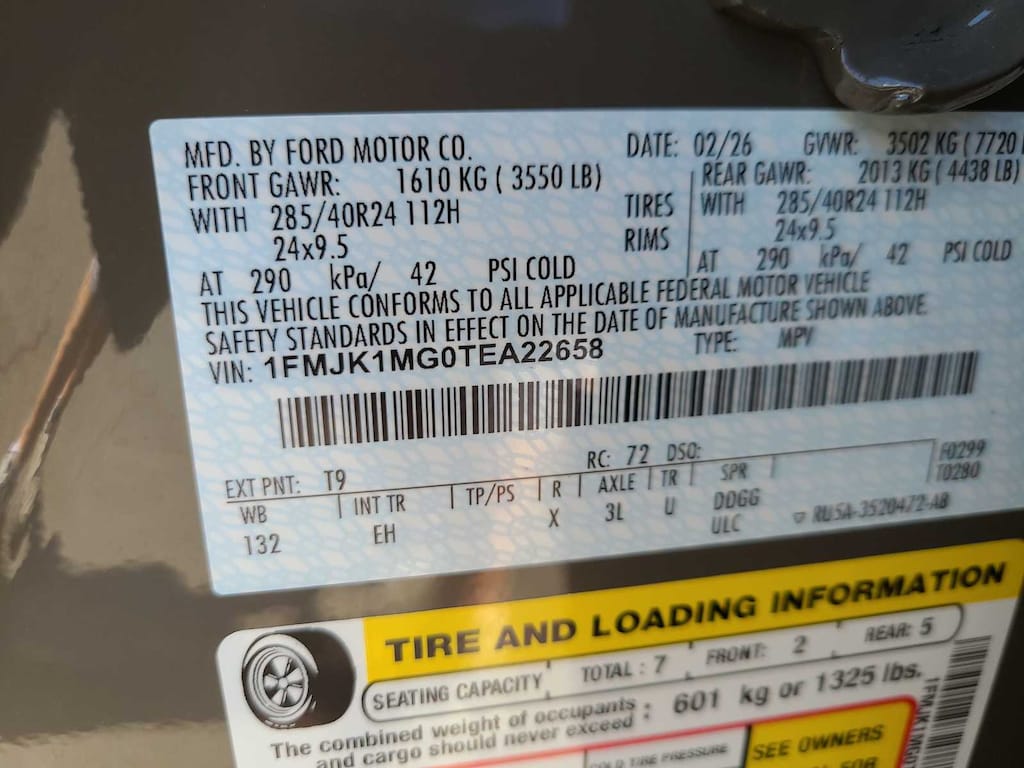 MFD. BY FORD MOTOR CO. DATE: 02/26 GVWR: 3502 KG ( 7720
FRONT GAWR: 1610 KG ( 3550 LB) REAR GAWR: 2013 KG ( 4438 LB)
WITH 285/40R24 112H TIRES WITH 285/40R24 112H
24x9.5 RIMS 24x9.5
AT 290 kPa/ 42 PSI COLD AT 290 kPa/ 42 PSI COLD
THIS VEHICLE CONFORMS TO ALL APPLICABLE FEDERAL MOTOR VEHICLE
SAFETY STANDARDS IN EFFECT ON THE DATE OF MANUFACTURE SHOWN ABOVE.
VIN: 1FMJK1MG0TEA22658 TYPE: MPV
F0299
EXT PNT: T9 RC: 72 DSO: T0280
WB INT TR TP/PS R AXLE TR SPR
132 EH X 3L U DDGG
ULC RU5A-3520472-AB
TIRE AND LOADING INFORMATION
SEATING CAPACITY TOTAL : 7 FRONT: 2 REAR: 5
The combined weight of occupants : 601 kg or 1325 lbs.
and cargo should never exceed
COLD TIRE PRESSURE SEE OWNERS